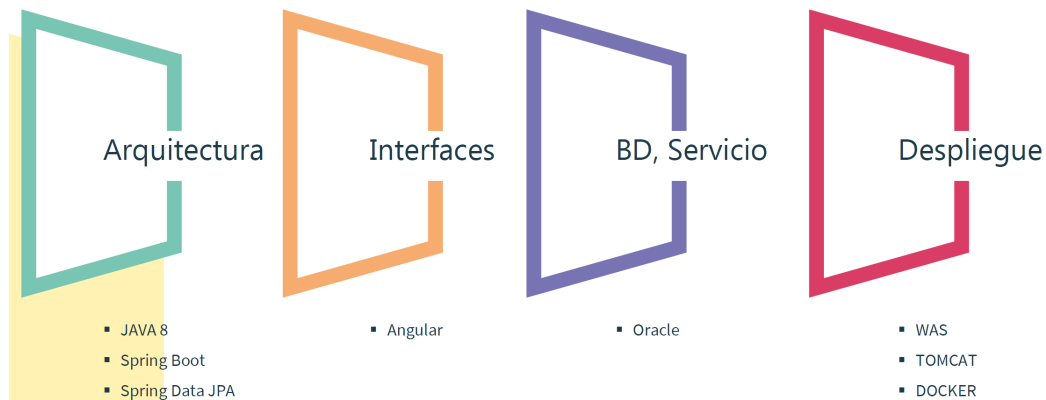 Arquitectura
Interfaces
BD, Servicio
Despliegue
▪ JAVA 8
▪ Spring Boot
▪ Spring Data JPA
▪ Angular
▪ Oracle
▪ WAS
▪ TOMCAT
▪ DOCKER